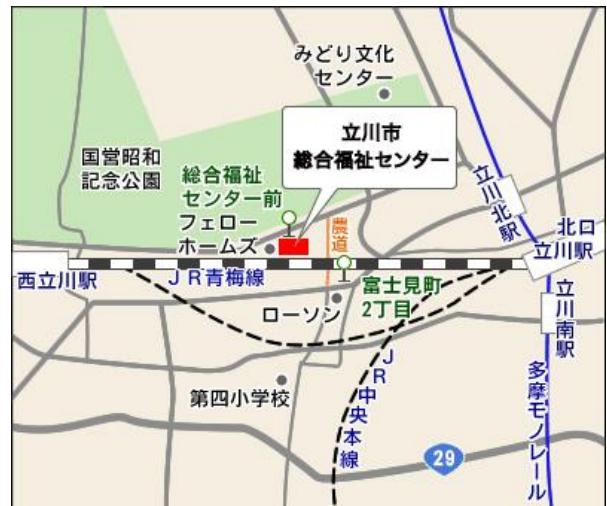 みどり文化
センター
立川市
総合福祉センター
国営昭和
記念公園
総合福祉
センター前
フェロー
ホームズ
農道
立川北駅
北口
立川駅
西立川駅
JR青梅線
富士見町
2丁目
ローソン
立川南駅
第四小学校
JR中央本線
多摩モノレール
29